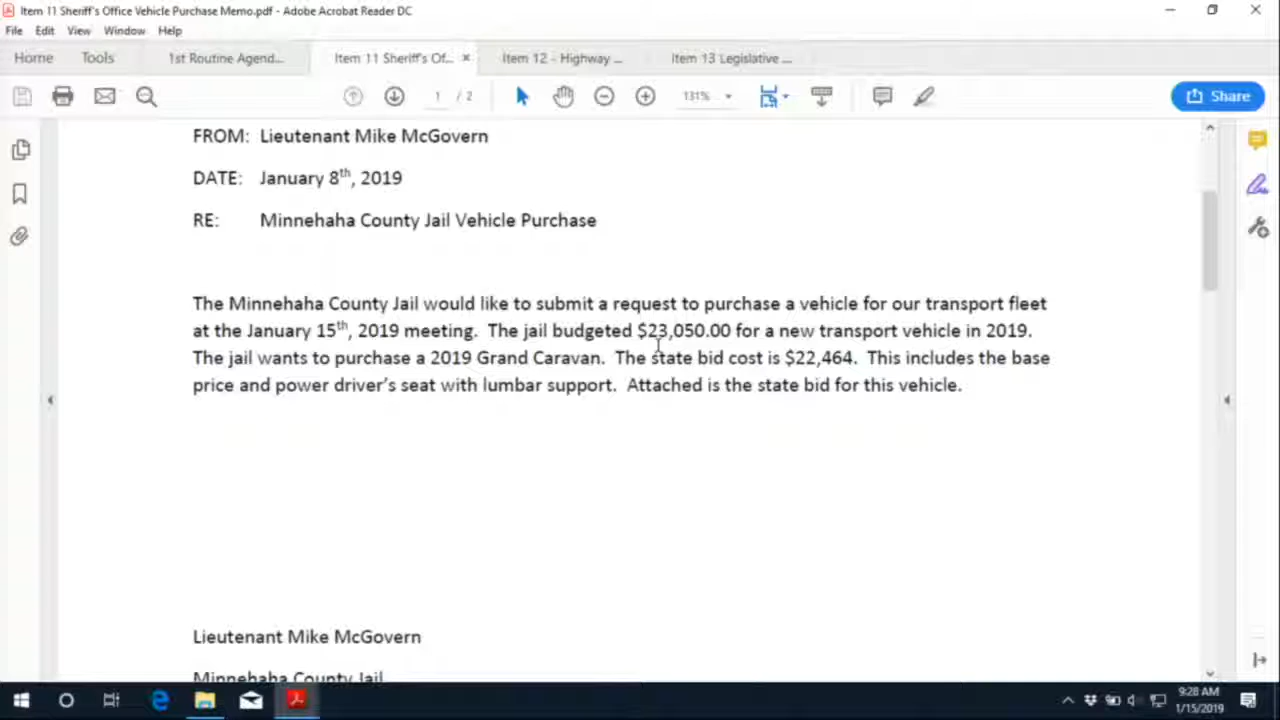 Item 11 Sheriff's Office Vehicle Purchase Memo.pdf - Adobe Acrobat Reader DC
File Edit View Window Help
Home Tools 1st Routine Agend... Item 11 Sheriff's Of... Item 12 - Highway ... Item 13 Legislative ...
1 / 2 131% Share
FROM: Lieutenant Mike McGovern
DATE: January 8th, 2019
RE: Minnehaha County Jail Vehicle Purchase
The Minnehaha County Jail would like to submit a request to purchase a vehicle for our transport fleet
at the January 15th, 2019 meeting. The jail budgeted $23,050.00 for a new transport vehicle in 2019.
The jail wants to purchase a 2019 Grand Caravan. The state bid cost is $22,464. This includes the base
price and power driver's seat with lumbar support. Attached is the state bid for this vehicle.
Lieutenant Mike McGovern
Minnehaha County Jail
9:28 AM
1/15/2019